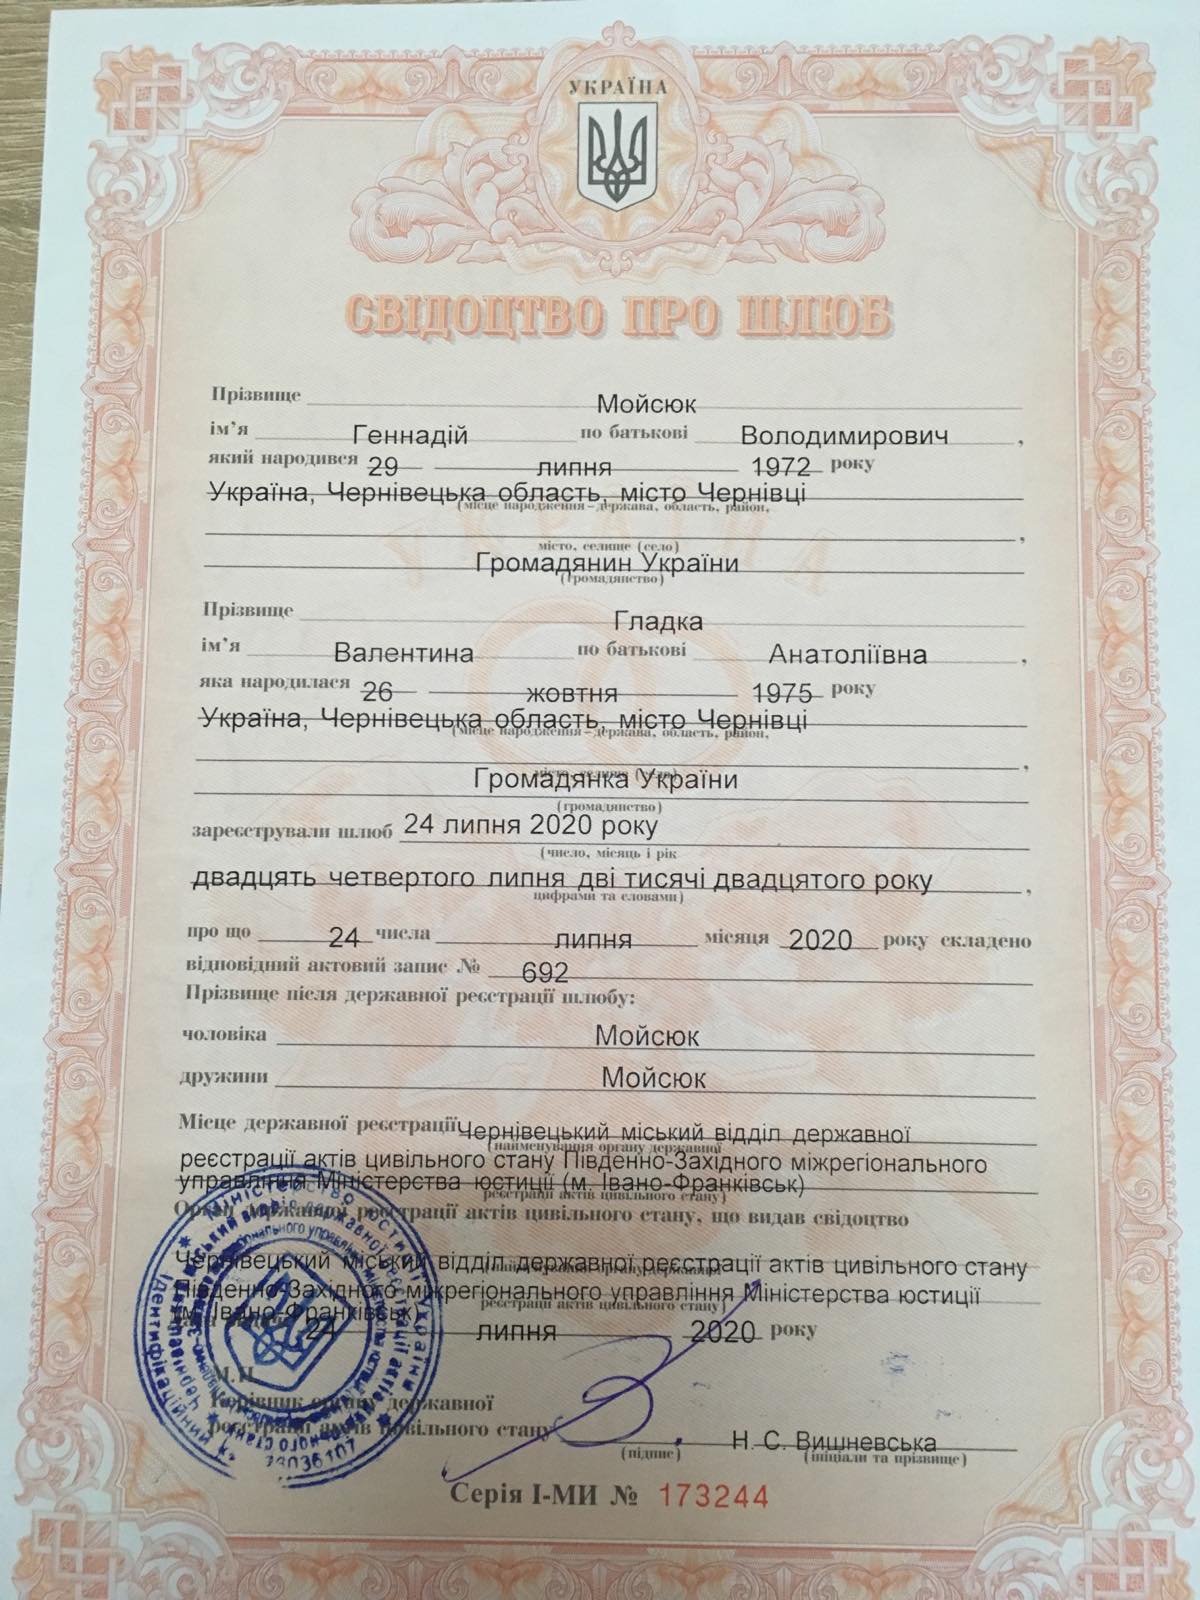 УКРАЇНА
СВІДОЦТВО ПРО ШЛЮБ
Прізвище Мойсюк
ім'я Геннадій по батькові Володимирович,
який народився 29 липня 1972 року
Україна, Чернівецька область, місто Чернівці
(місце народження-держава, область, район,
,
місто, селище (село)
Громадянин України
(громадянство)
Прізвище Гладка
ім'я Валентина по батькові Анатоліївна,
яка народилася 26 жовтня 1975 року
Україна, Чернівецька область, місто Чернівці
(місце народження-держава, область, район,
,
місто, селище (село)
Громадянка України
(громадянство)
зареєстрували шлюб 24 липня 2020 року
(число, місяць і рік
двадцять четвертого липня дві тисячі двадцятого року,
цифрами та словами)
про що 24 числа липня місяця 2020 року складено
відповідний актовий запис № 692
Прізвище після державної реєстрації шлюбу:
чоловіка Мойсюк
дружини Мойсюк
Місце державної реєстрації Чернівецький міський відділ державної
(найменування органу державної
реєстрації актів цивільного стану Південно-Західного міжрегіонального
управління Міністерства юстиції (м. Івано-Франківськ)
реєстрації актів цивільного стану)
Орган державної реєстрації актів цивільного стану, що видав свідоцтво
Чернівецький міський відділ державної реєстрації актів цивільного стану
(найменування органу державної
Південно-Західного міжрегіонального управління Міністерства юстиції
реєстрації актів цивільного стану)
(м. Івано-Франківськ)
24 липня 2020 року
М.П.
Керівник органу державної
реєстрації актів цивільного стану
Н. С. Вишневська
(підпис) (ініціали та прізвище)
Серія І-МИ № 173244